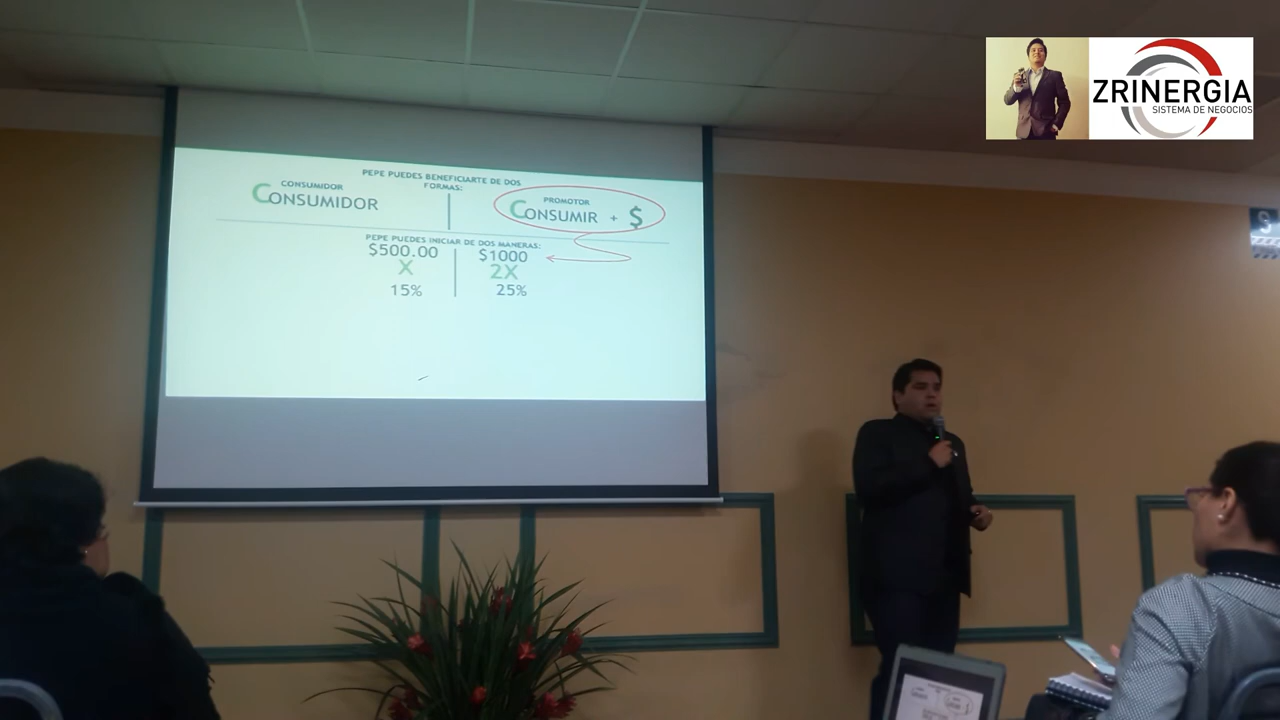 ZRINERGIA
SISTEMA DE NEGOCIOS
PEPE PUEDES BENEFICIARTE DE DOS
FORMAS:
CONSUMIDOR
CONSUMIDOR
PROMOTOR
CONSUMIR + $
PEPE PUEDES INICIAR DE DOS MANERAS:
$500.00
$1000
X
2X
15%
25%